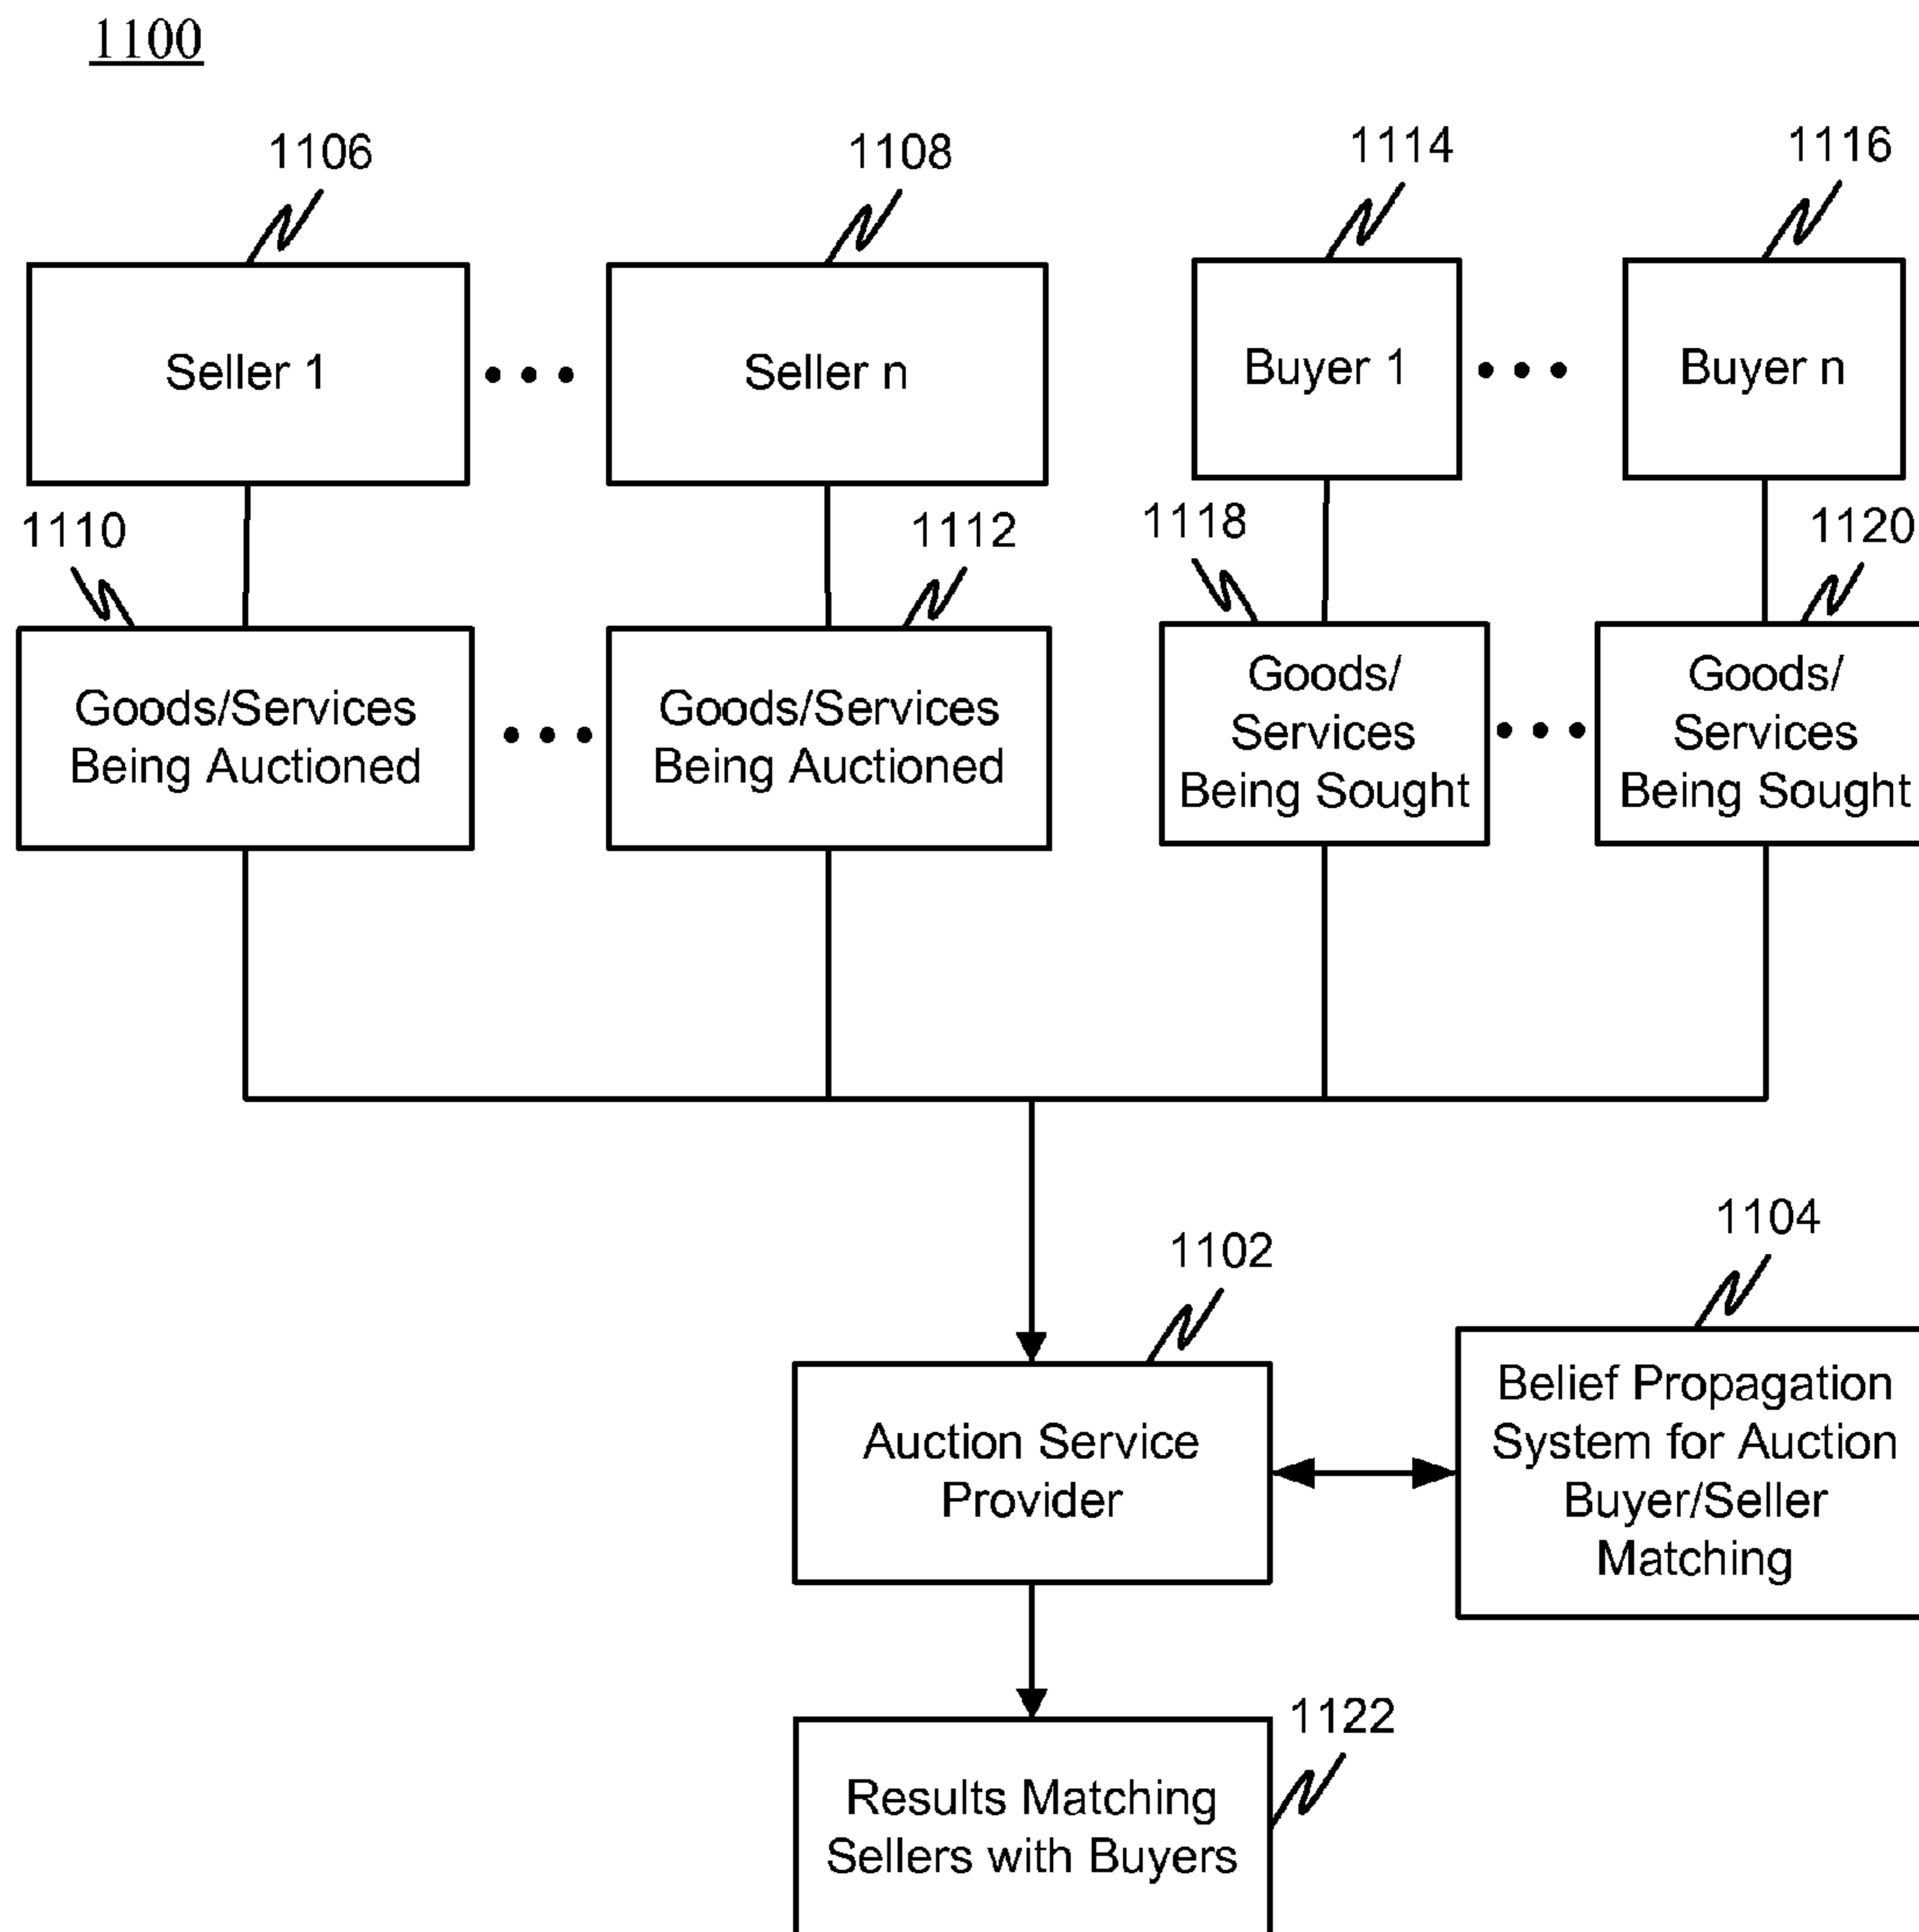 1100
1106
1108
1114
1116
Seller 1
Seller n
Buyer 1
Buyer n
1110
1112
1118
1120
Goods/Services
Being Auctioned
Goods/Services
Being Auctioned
Goods/
Services
Being Sought
Goods/
Services
Being Sought
1102
1104
Auction Service
Provider
Belief Propagation
System for Auction
Buyer/Seller
Matching
1122
Results Matching
Sellers with Buyers